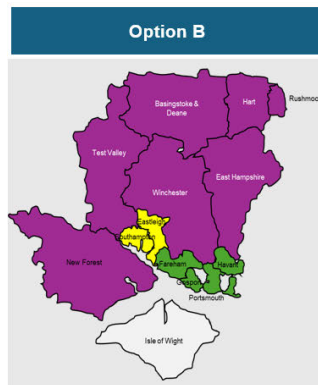 Option B
Basingstoke &
Deane
Hart
Rushmoo
Test Valley
East Hampshire
Winchester
Eastleigh
Southampton
New Forest
Fareham
Havant
Gosport
Portsmouth
Isle of Wight